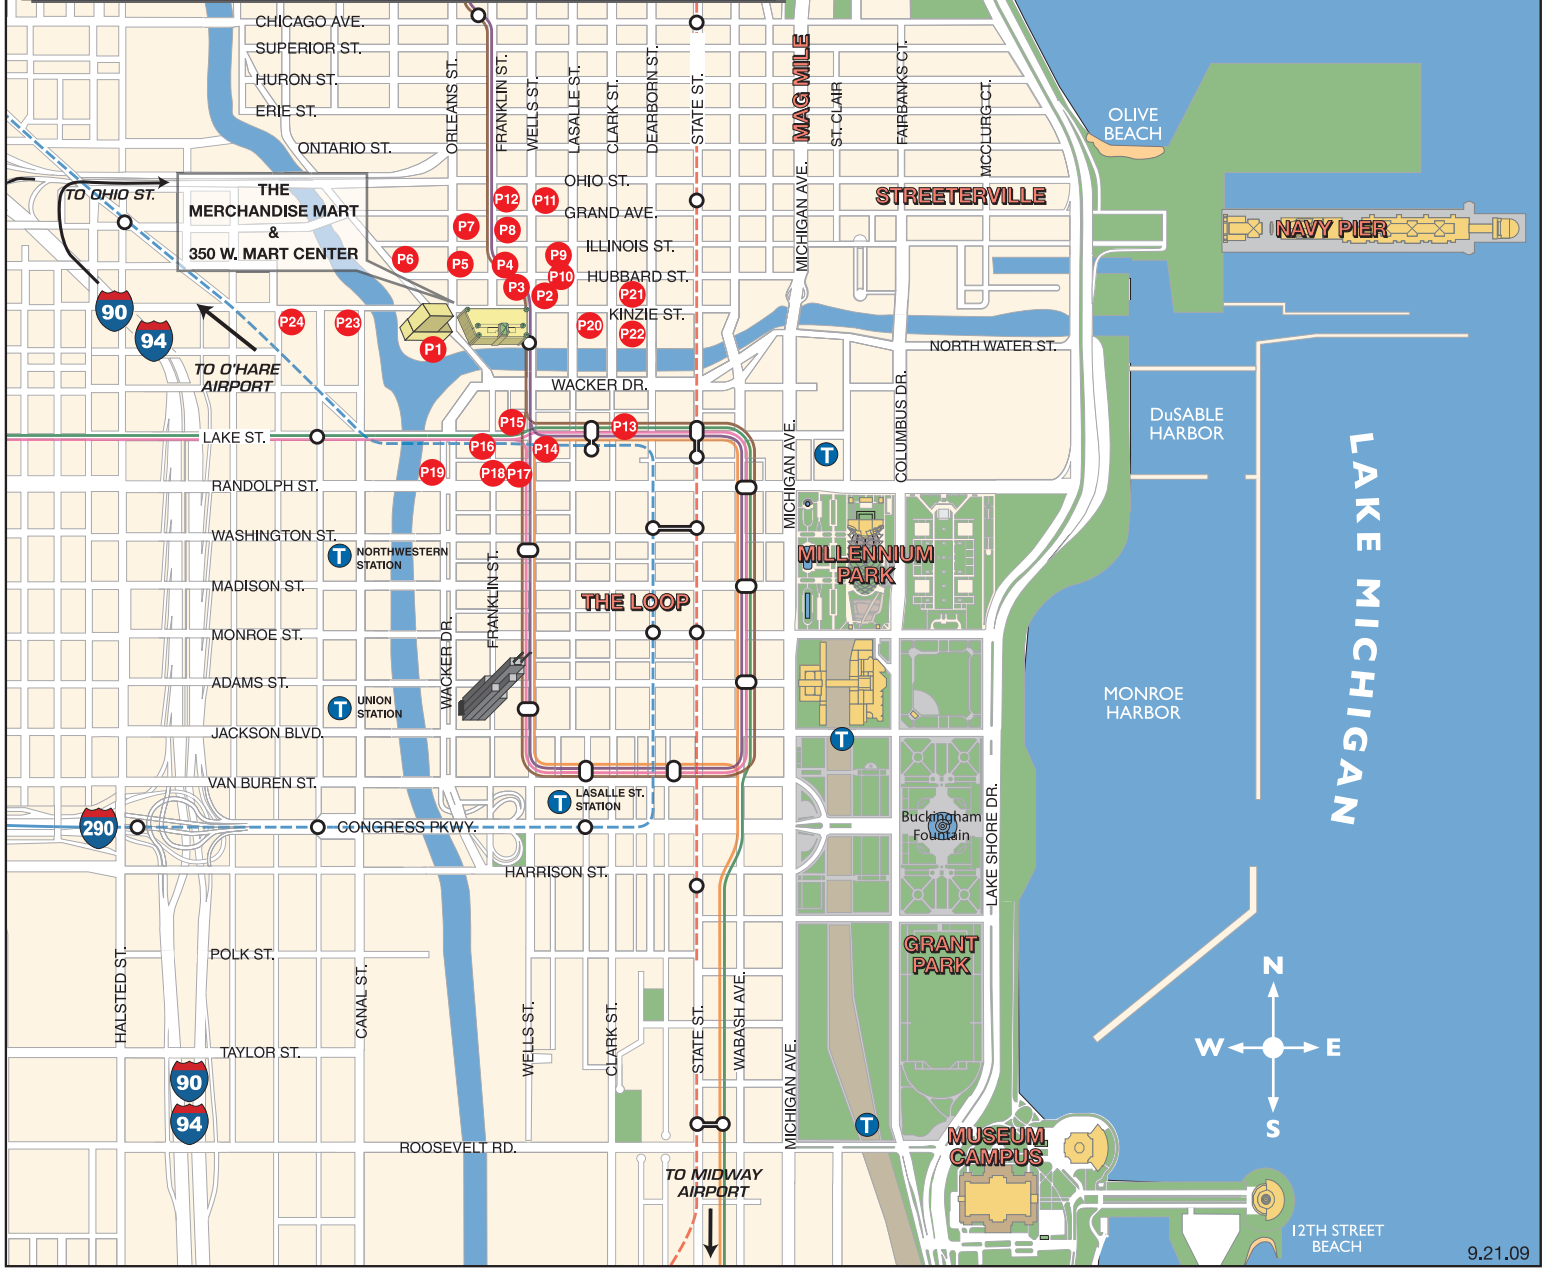 CHICAGO AVE.
SUPERIOR ST.
HURON ST.
ERIE ST.
ONTARIO ST.
ORLEANS ST.
FRANKLIN ST.
WELLS ST.
LASALLE ST.
CLARK ST.
DEARBORN ST.
STATE ST.
MAG MILE
ST. CLAIR
FAIRBANKS CT.
MCCLURG CT.
MICHIGAN AVE.
OLIVE
BEACH
TO OHIO ST.
THE
MERCHANDISE MART
&
350 W. MART CENTER
OHIO ST.
GRAND AVE.
ILLINOIS ST.
HUBBARD ST.
KINZIE ST.
STREETERVILLE
NAVY PIER
P12
P11
P7
P8
P6
P5
P4
P9
P10
P3
P2
P21
P24
P23
P20
P22
P1
90
94
TO O'HARE
AIRPORT
NORTH WATER ST.
WACKER DR.
COLUMBUS DR.
DuSABLE
HARBOR
P15
P13
P16
P14
P19
P18
P17
LAKE ST.
MICHIGAN AVE.
T
RANDOLPH ST.
WASHINGTON ST.
T
NORTHWESTERN
STATION
MADISON ST.
MILLENNIUM
PARK
THE LOOP
FRANKLIN ST.
WACKER DR.
MONROE ST.
ADAMS ST.
T
UNION
STATION
JACKSON BLVD.
T
MONROE
HARBOR
LAKE MICHIGAN
VAN BUREN ST.
T
LASALLE ST.
STATION
290
CONGRESS PKWY.
Buckingham
Fountain
LAKE SHORE DR.
HARRISON ST.
GRANT
PARK
POLK ST.
HALSTED ST.
CANAL ST.
WELLS ST.
CLARK ST.
STATE ST.
WABASH AVE.
MICHIGAN AVE.
TAYLOR ST.
90
94
N
W
E
S
T
ROOSEVELT RD.
MUSEUM
CAMPUS
TO MIDWAY
AIRPORT
12TH STREET
BEACH
9.21.09